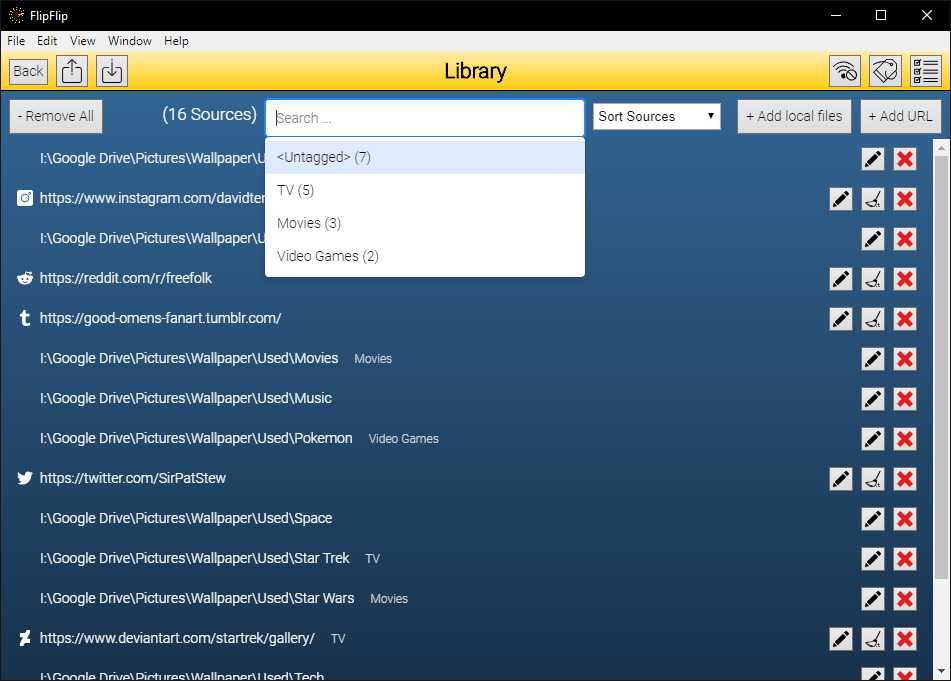 FlipFlip
File Edit View Window Help
Back Library
- Remove All (16 Sources) Search ... Sort Sources + Add local files + Add URL
<Untagged> (7)
TV (5)
Movies (3)
Video Games (2)
I:\Google Drive\Pictures\Wallpaper\U
https://www.instagram.com/davidter
I:\Google Drive\Pictures\Wallpaper\U
https://reddit.com/r/freefolk
https://good-omens-fanart.tumblr.com/
I:\Google Drive\Pictures\Wallpaper\Used\Movies Movies
I:\Google Drive\Pictures\Wallpaper\Used\Music
I:\Google Drive\Pictures\Wallpaper\Used\Pokemon Video Games
https://twitter.com/SirPatStew
I:\Google Drive\Pictures\Wallpaper\Used\Space
I:\Google Drive\Pictures\Wallpaper\Used\Star Trek TV
I:\Google Drive\Pictures\Wallpaper\Used\Star Wars Movies
https://www.deviantart.com/startrek/gallery/ TV
I:\Google Drive\Pictures\Wallpaper\Used\Tech